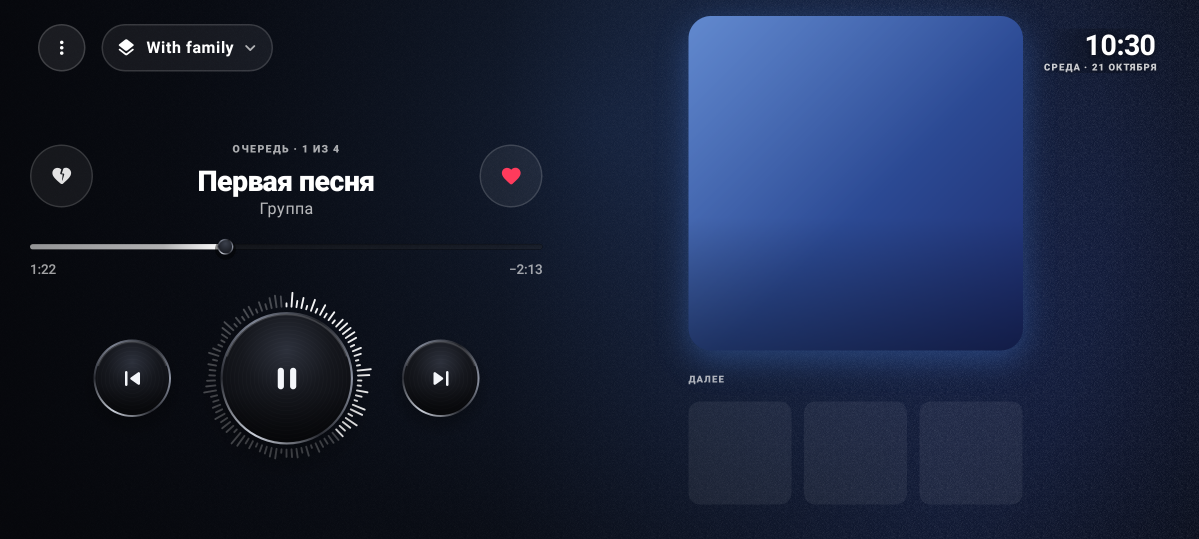 With family
10:30
СРЕДА · 21 ОКТЯБРЯ
ОЧЕРЕДЬ · 1 ИЗ 4
Первая песня
Группа
1:22
−2:13
ДАЛЕЕ